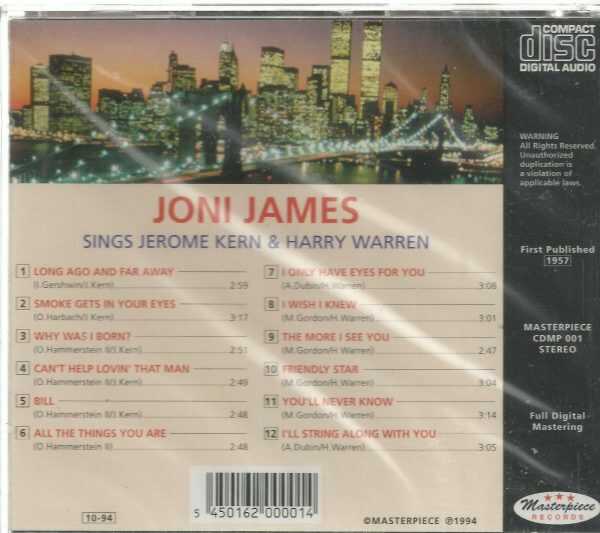 COMPACT
disc
DIGITAL AUDIO
WARNING
All Rights Reserved.
Unauthorized
duplication is
a violation of
applicable laws.
JONI JAMES
SINGS JEROME KERN & HARRY WARREN
1 LONG AGO AND FAR AWAY
(I.Gershwin/J.Kern) 2:59
2 SMOKE GETS IN YOUR EYES
(O.Harbach/J.Kern) 3:17
3 WHY WAS I BORN?
(O.Hammerstein II/J.Kern) 2:51
4 CAN'T HELP LOVIN' THAT MAN
(O.Hammerstein II/J.Kern) 2:49
5 BILL
(O.Hammerstein II/J.Kern) 2:48
6 ALL THE THINGS YOU ARE
(O.Hammerstein II) 2:48
7 I ONLY HAVE EYES FOR YOU
(A.Dubin/H.Warren) 3:08
8 I WISH I KNEW
(M.Gordon/H.Warren) 3:01
9 THE MORE I SEE YOU
(M.Gordon/H.Warren) 2:47
10 FRIENDLY STAR
(M.Gordon/H.Warren) 3:04
11 YOU'LL NEVER KNOW
(M.Gordon/H.Warren) 3:14
12 I'LL STRING ALONG WITH YOU
(A.Dubin/H.Warren) 3:05
First Published
1957
MASTERPIECE
CDMP 001
STEREO
Full Digital
Mastering
10-94
5 450162 000014
©MASTERPIECE ℗1994
Masterpiece
RECORDS